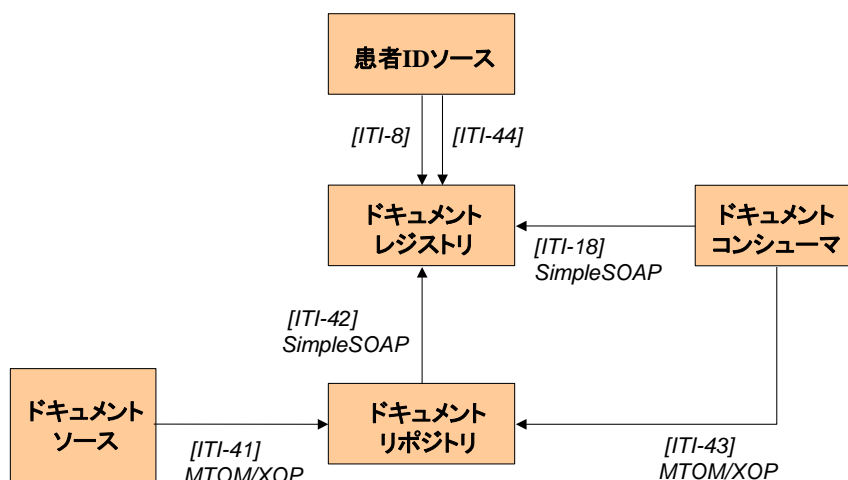 患者IDソース
[ITI-8]
[ITI-44]
ドキュメント
レジストリ
ドキュメント
コンシューマ
[ITI-18]
SimpleSOAP
[ITI-42]
SimpleSOAP
ドキュメント
ソース
ドキュメント
リポジトリ
[ITI-41]
MTOM/XOP
[ITI-43]
MTOM/XOP